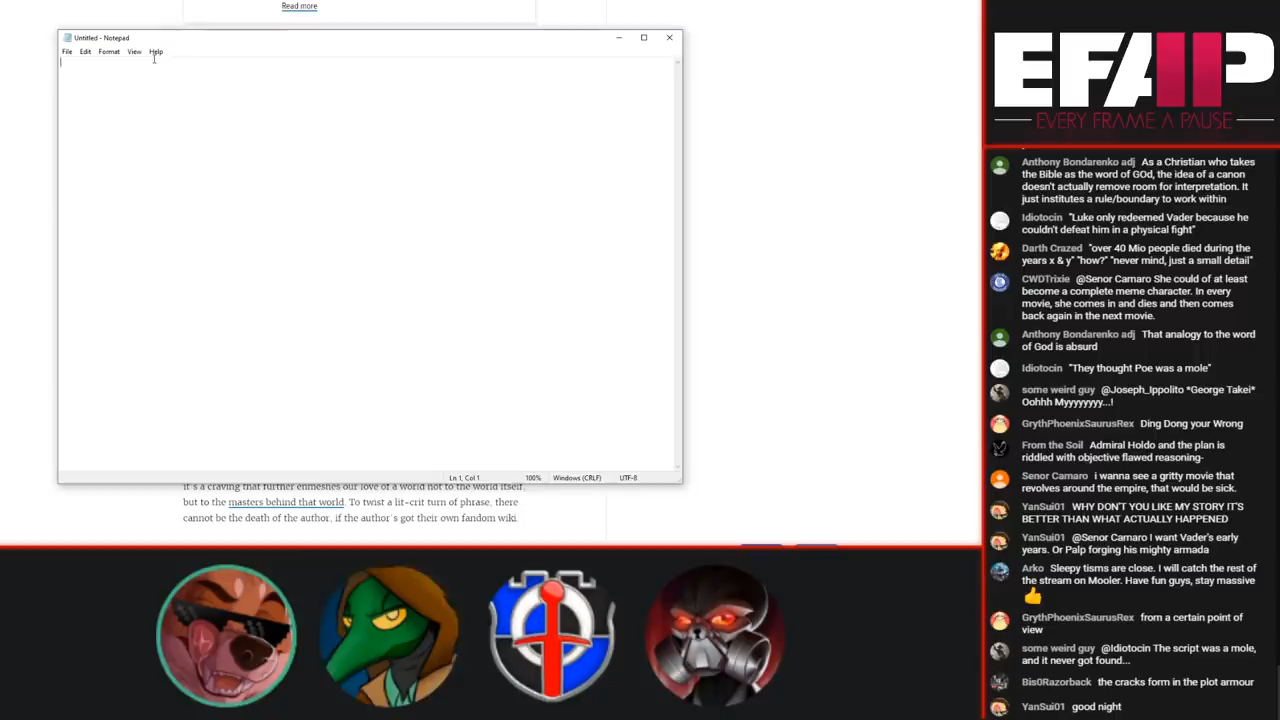 Read more
Untitled - Notepad
File Edit Format View Help
Ln 1, Col 1 100% Windows (CRLF) UTF-8
it's a craving that further enmeshes our love of a world not to the world itself,
but to the masters behind that world. To twist a lit-crit turn of phrase, there
cannot be the death of the author, if the author's got their own fandom wiki.
EFAP
EVERY FRAME A PAUSE
Anthony Bondarenko adj As a Christian who takes
the Bible as the word of GOd, the idea of a canon
doesn't actually remove room for interpretation. It
just institutes a rule/boundary to work within
Idiotocin "Luke only redeemed Vader because he
couldn't defeat him in a physical fight"
Darth Crazed "over 40 Mio people died during the
years x & y" "how?" "never mind, just a small detail"
CWDTrixie @Senor Camaro She could of at least
become a complete meme character. In every
movie, she comes in and dies and then comes
back again in the next movie.
Anthony Bondarenko adj That analogy to the word
of God is absurd
Idiotocin "They thought Poe was a mole"
some weird guy @Joseph_Ippolito *George Takei*
Oohhh Myyyyyyy...!
GrythPhoenixSaurusRex Ding Dong your Wrong
From the Soil Admiral Holdo and the plan is
riddled with objective flawed reasoning-
Senor Camaro i wanna see a gritty movie that
revolves around the empire, that would be sick.
YanSui01 WHY DON'T YOU LIKE MY STORY IT'S
BETTER THAN WHAT ACTUALLY HAPPENED
YanSui01 @Senor Camaro I want Vader's early
years. Or Palp forging his mighty armada
Arko Sleepy tisms are close. I will catch the rest of
the stream on Mooler. Have fun guys, stay massive
GrythPhoenixSaurusRex from a certain point of
view
some weird guy @Idiotocin The script was a mole,
and it never got found...
Bis0Razorback the cracks form in the plot armour
YanSui01 good night